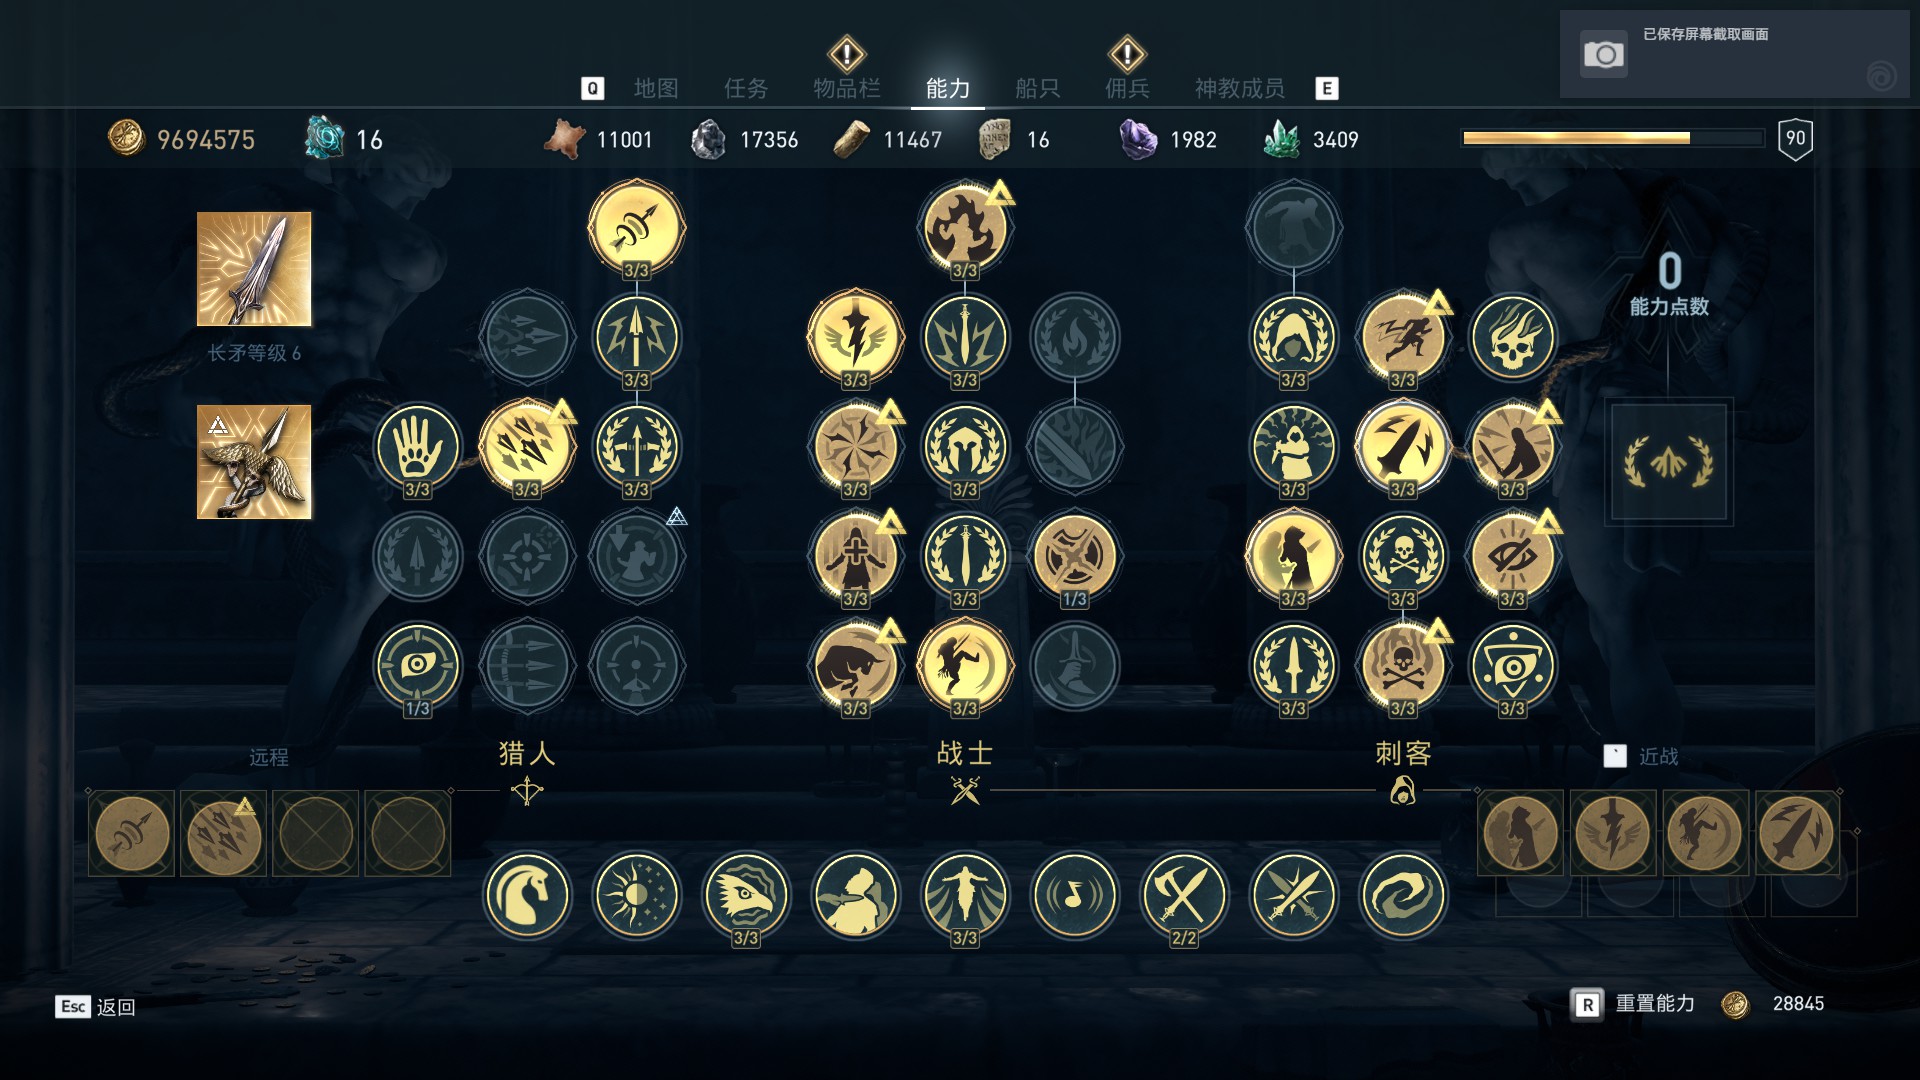 已保存屏幕截取画面
Q 地图 任务 物品栏 能力 船只 佣兵 神教成员 E
9694575 16 11001 17356 11467 16 1982 3409 90
3/3 3/3
长矛等级 6
3/3 3/3 3/3 3/3 3/3
0
能力点数
3/3 3/3 3/3 3/3 3/3 3/3 3/3 3/3
3/3 3/3 1/3 3/3 3/3 3/3
1/3 3/3 3/3 3/3 3/3 3/3
远程 猎人 战士 刺客 ` 近战
3/3 3/3 2/2
Esc 返回
R 重置能力 28845